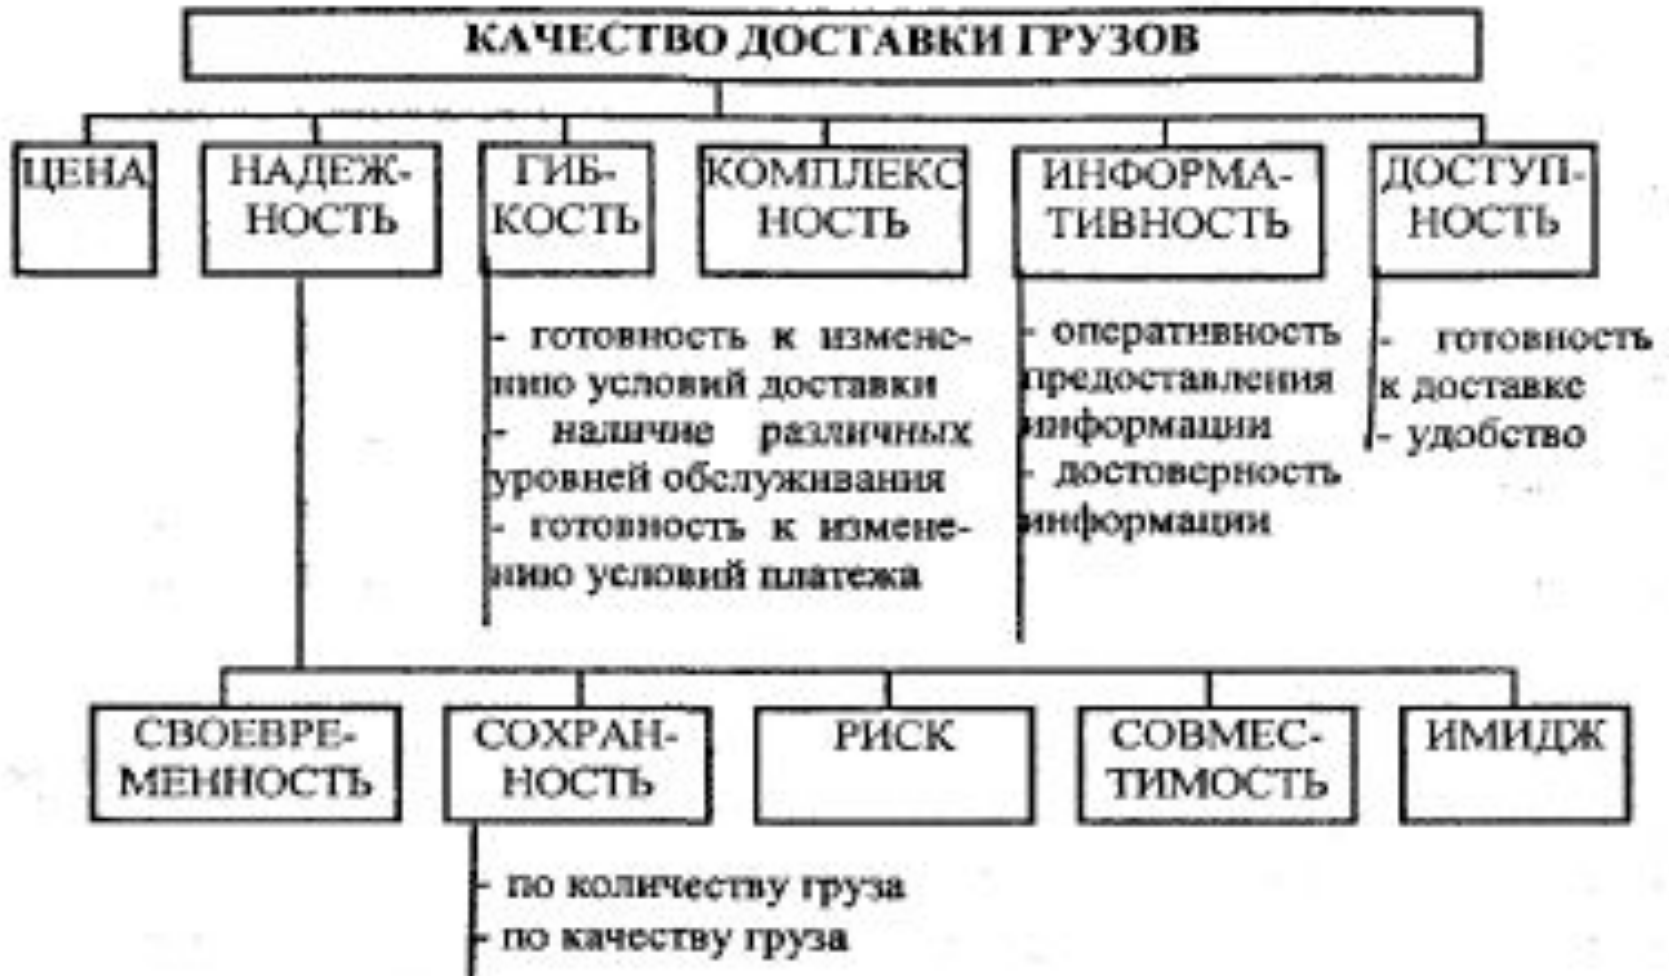 КАЧЕСТВО ДОСТАВКИ ГРУЗОВ
ЦЕНА
НАДЕЖ-
НОСТЬ
ГИБ-
КОСТЬ
КОМПЛЕКС
НОСТЬ
ИНФОРМА-
ТИВНОСТЬ
ДОСТУП-
НОСТЬ
- готовность к измене-
нию условий доставки
- наличие различных
уровней обслуживания
- готовность к измене-
нию условий платежа
- оперативность
предоставления
информации
- достоверность
информации
- готовность
к доставке
- удобство
СВОЕВРЕ-
МЕННОСТЬ
СОХРАН-
НОСТЬ
РИСК
СОВМЕС-
ТИМОСТЬ
ИМИДЖ
- по количеству груза
- по качеству груза